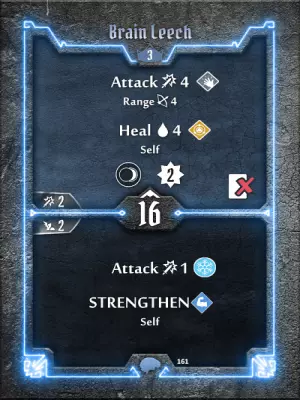 Brain Leech
3
Attack 4
Range 4
Heal 4
Self
2
2
16
2
Attack 1
STRENGTHEN
Self
161